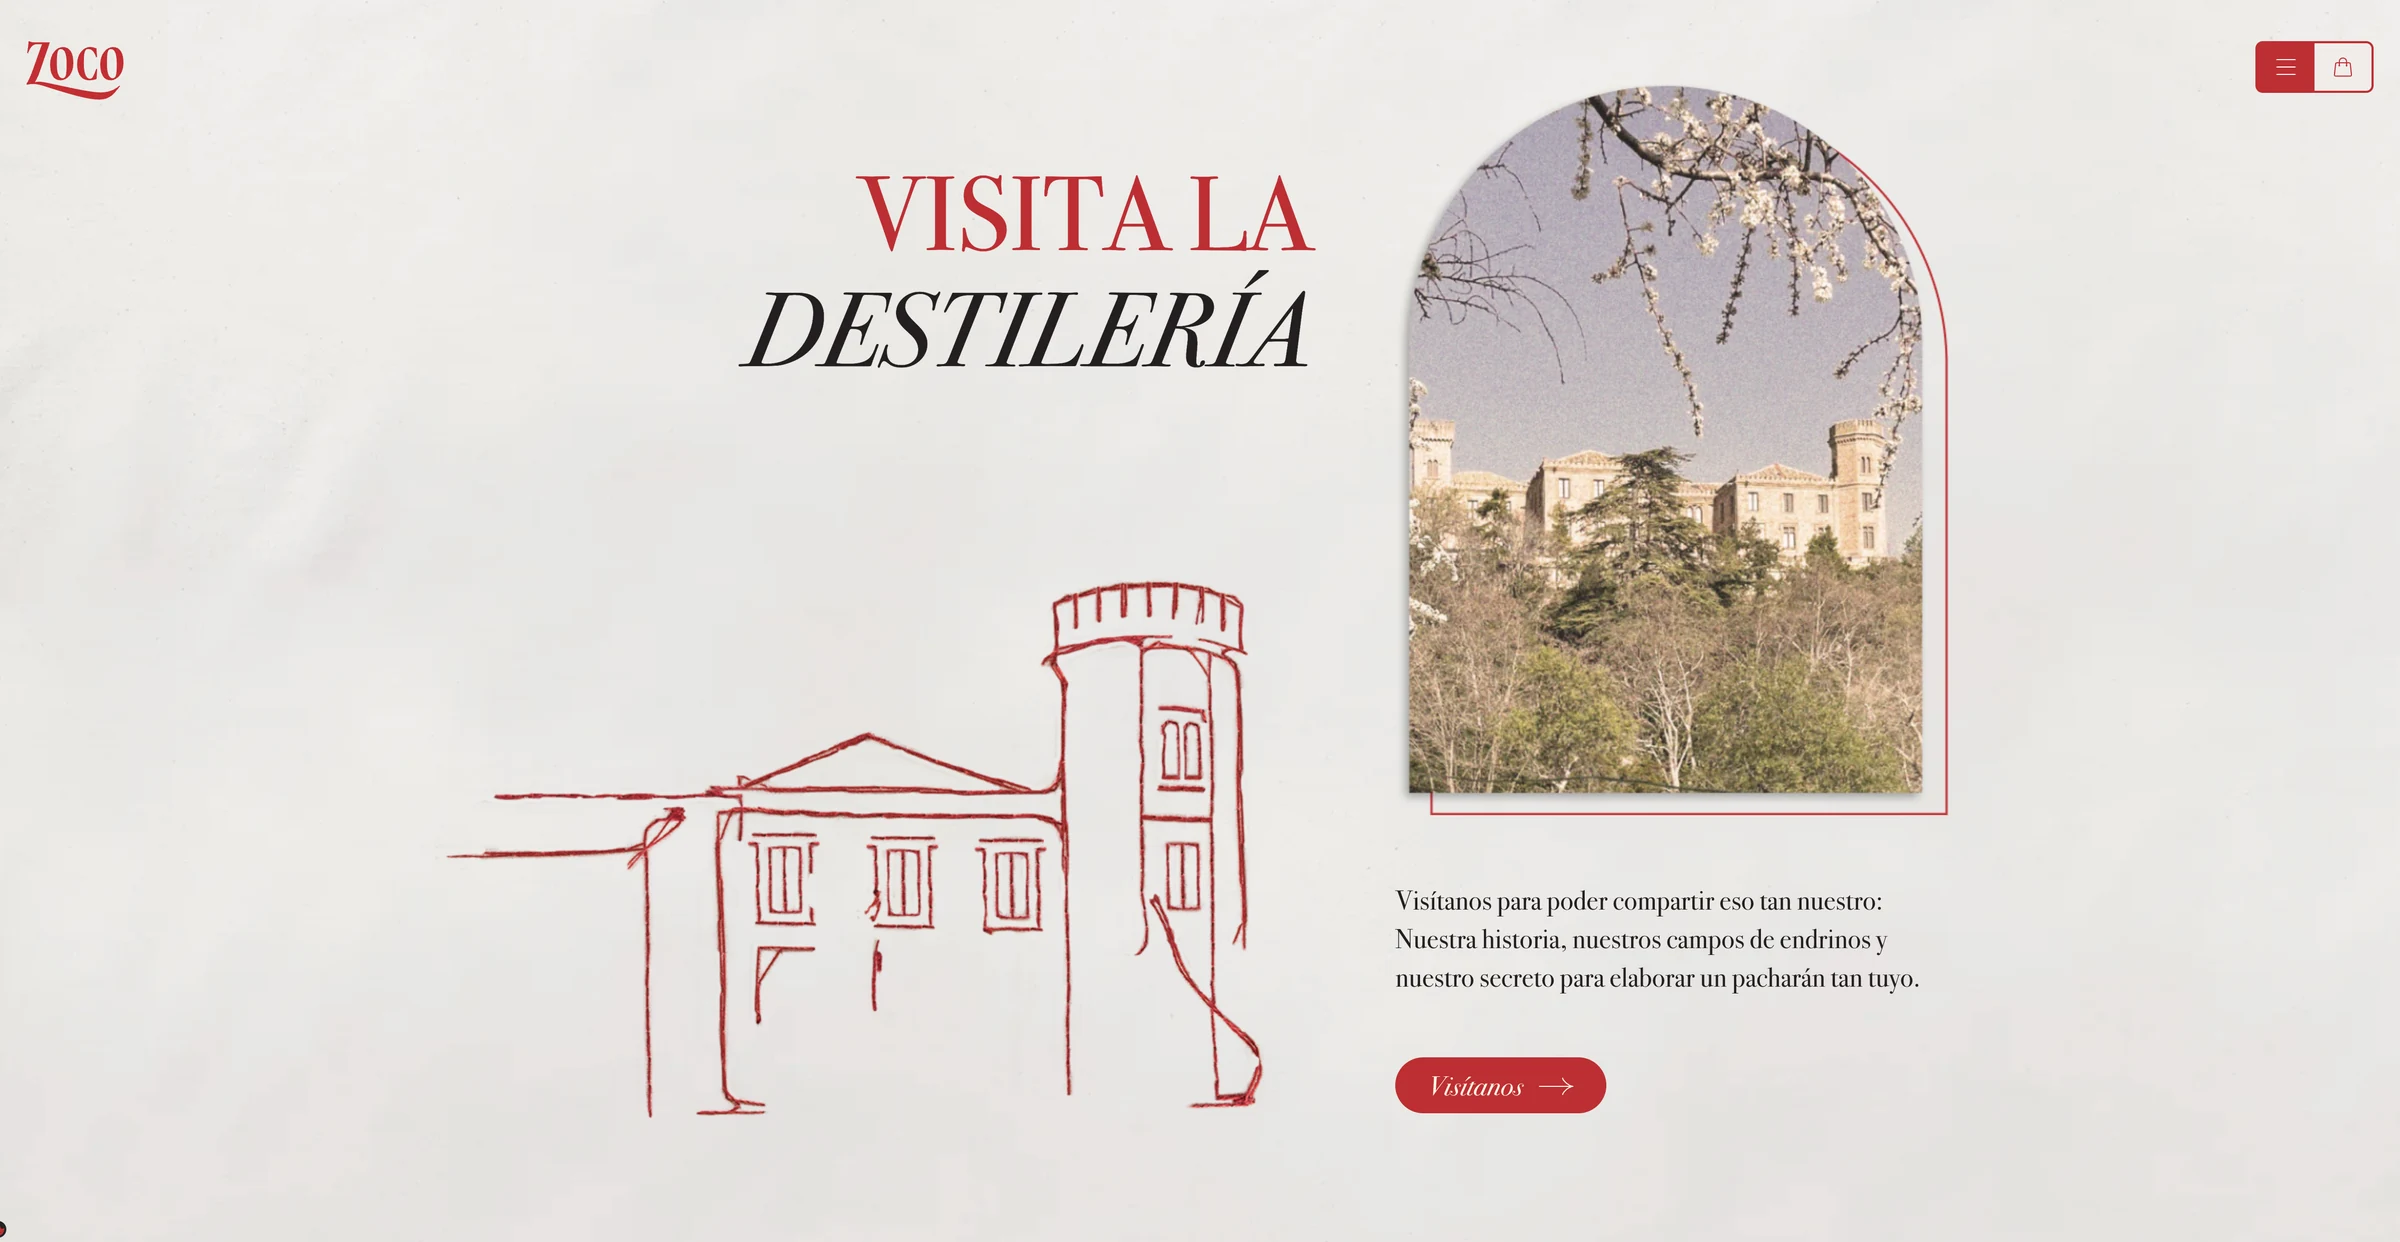 ZOCO
VISITA LA
DESTILERÍA
Visítanos para poder compartir eso tan nuestro:
Nuestra historia, nuestros campos de endrinos y
nuestro secreto para elaborar un pacharán tan tuyo.
Visítanos